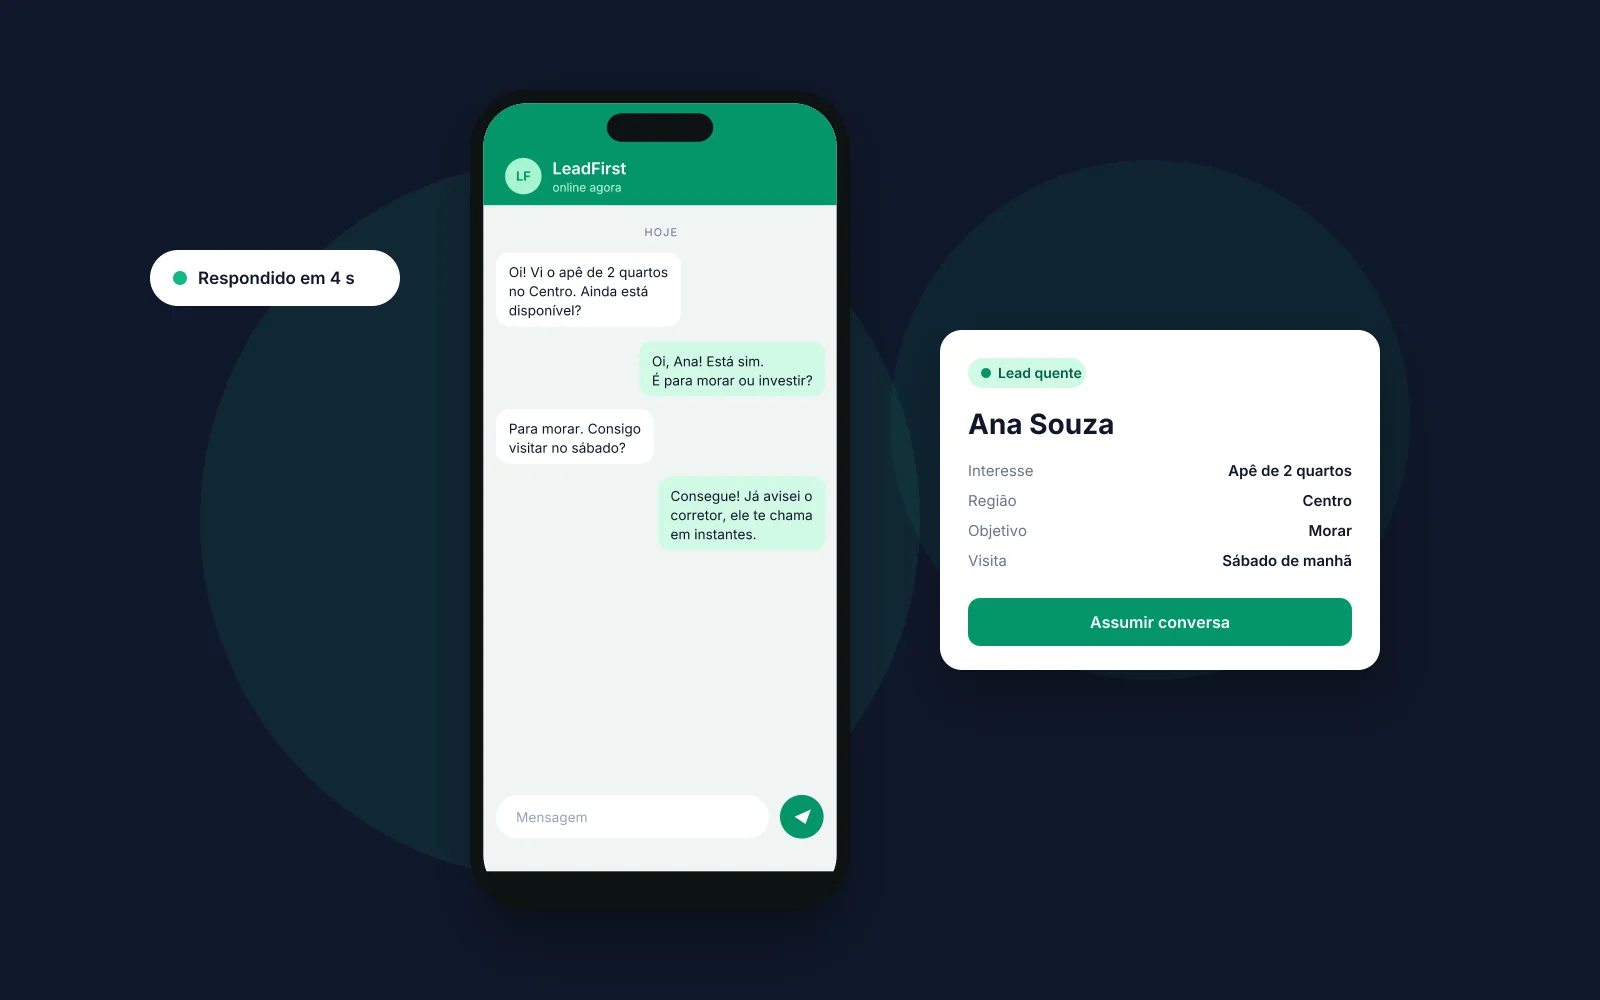 Respondido em 4 s
LF
LeadFirst
online agora
HOJE
Oi! Vi o apê de 2 quartos
no Centro. Ainda está
disponível?
Oi, Ana! Está sim.
É para morar ou investir?
Para morar. Consigo
visitar no sábado?
Consegue! Já avisei o
corretor, ele te chama
em instantes.
Mensagem
Lead quente
Ana Souza
Interesse Apê de 2 quartos
Região Centro
Objetivo Morar
Visita Sábado de manhã
Assumir conversa